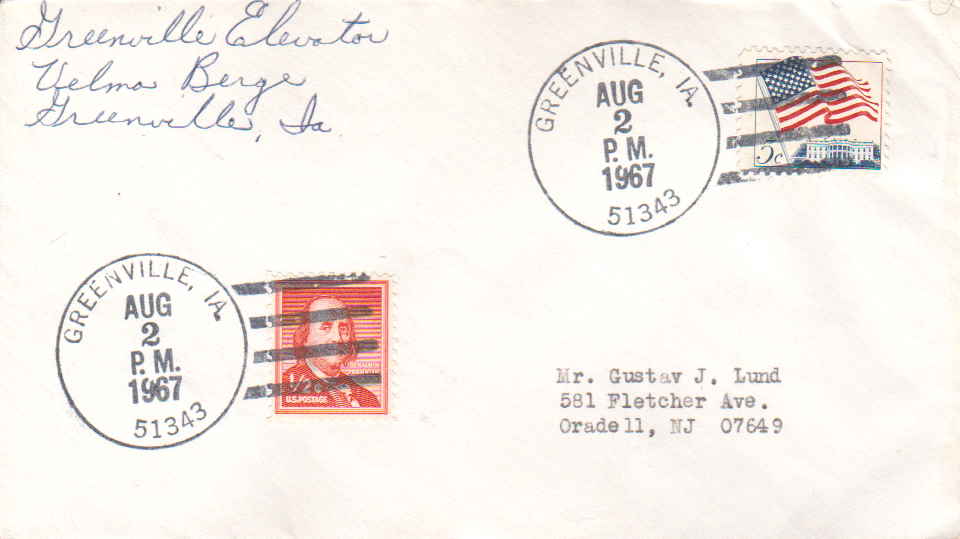 Greenville Elevator
Velma Berge
Greenville, Ia
GREENVILLE, IA.
AUG
2
P. M.
1967
51343
5c
GREENVILLE, IA.
AUG
2
P. M.
1967
51343
1/2c
U.S. POSTAGE
Mr. Gustav J. Lund
581 Fletcher Ave.
Oradell, NJ 07649